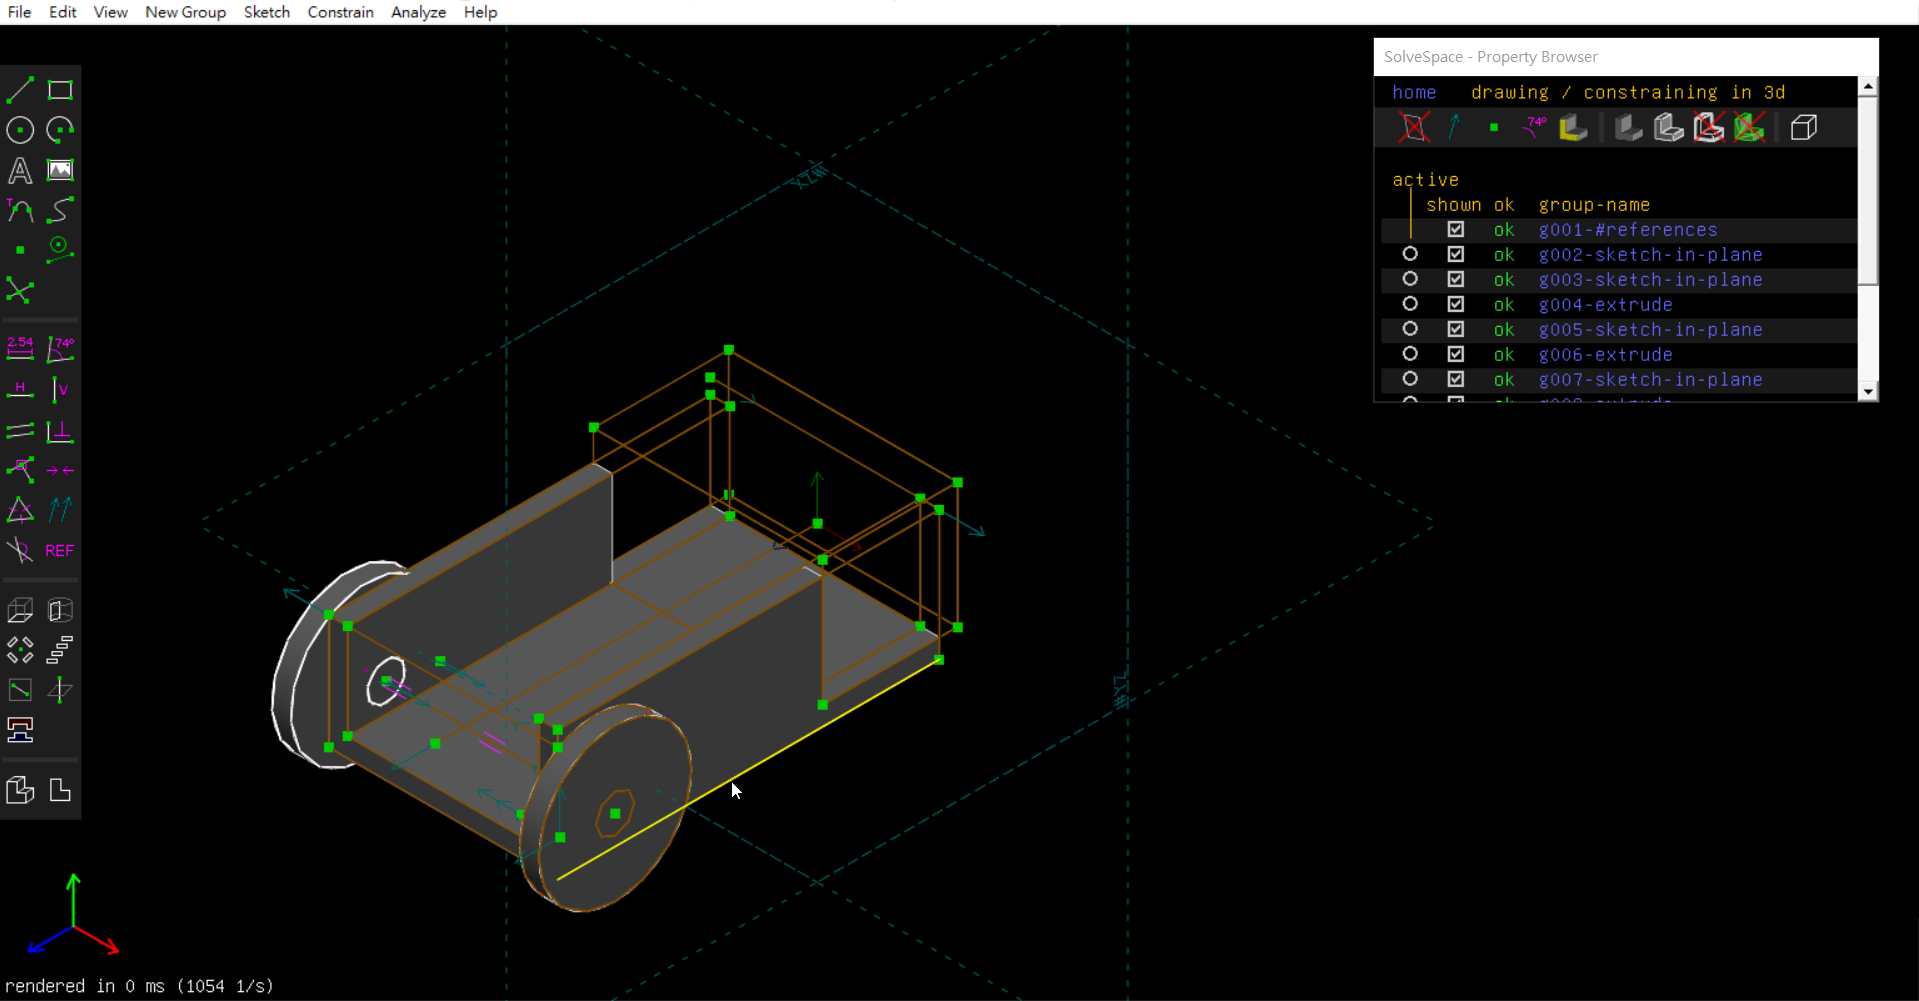 File Edit View New Group Sketch Constrain Analyze Help
SolveSpace - Property Browser
home drawing / constraining in 3d
74°
active
shown ok group-name
ok g001-#references
ok g002-sketch-in-plane
ok g003-sketch-in-plane
ok g004-extrude
ok g005-sketch-in-plane
ok g006-extrude
ok g007-sketch-in-plane
A
T
2.54 74°
H V
REF
#XZ
#YZ
rendered in 0 ms (1054 1/s)